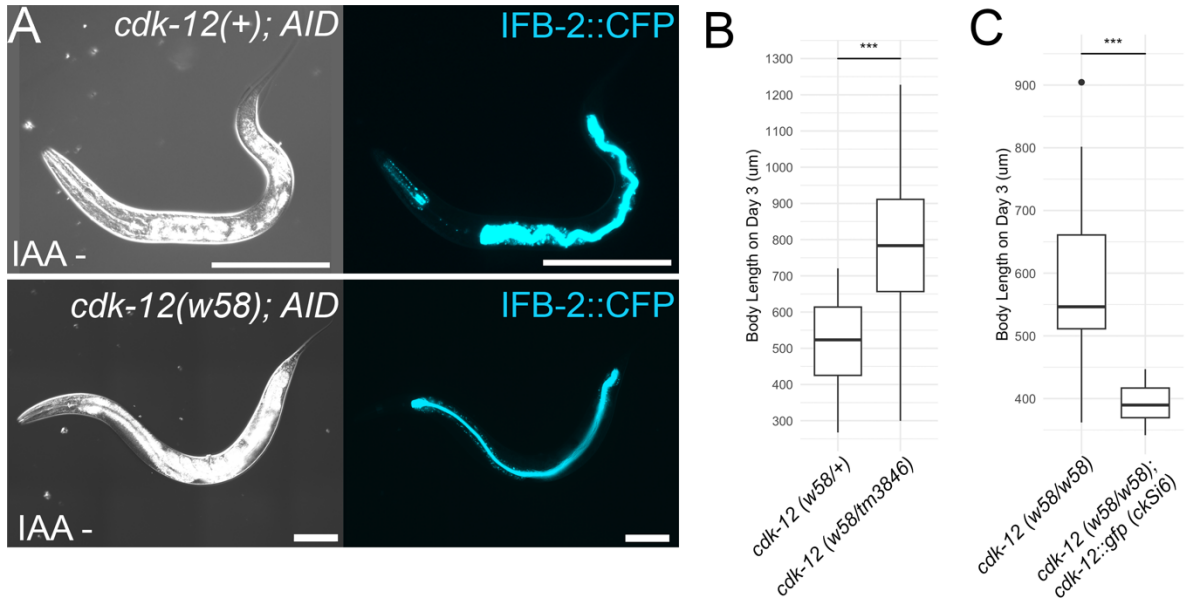 A
cdk-12(+); AID
IFB-2::CFP
IAA -
cdk-12(w58); AID
IFB-2::CFP
IAA -
B
***
Body Length on Day 3 (um)
1300
1200
1100
1000
900
800
700
600
500
400
300
cdk-12 (w58/+)
cdk-12 (w58/tm3846)
C
***
Body Length on Day 3 (um)
900
800
700
600
500
400
cdk-12 (w58/w58)
cdk-12 (w58/w58);
cdk-12::gfp (ckSi6)